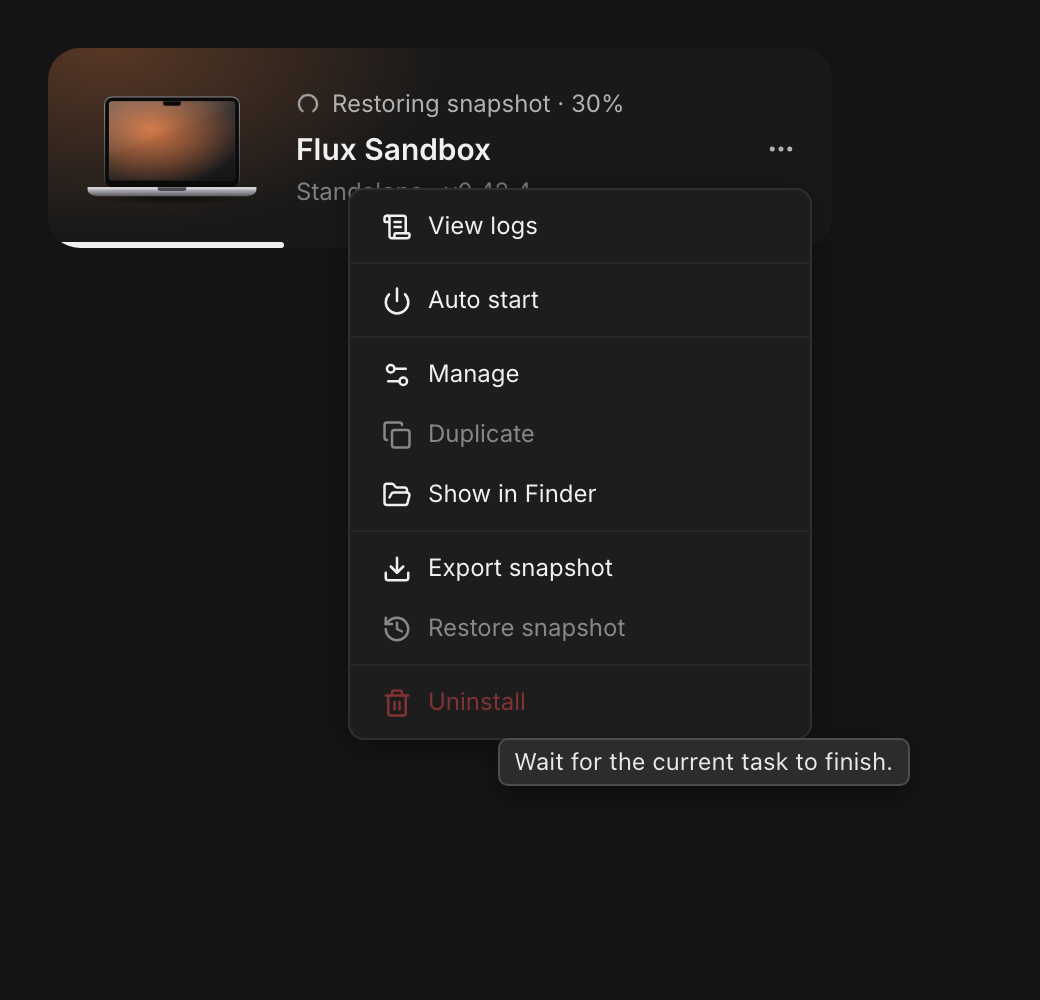 Restoring snapshot · 30%
Flux Sandbox
View logs
Auto start
Manage
Duplicate
Show in Finder
Export snapshot
Restore snapshot
Uninstall
Wait for the current task to finish.